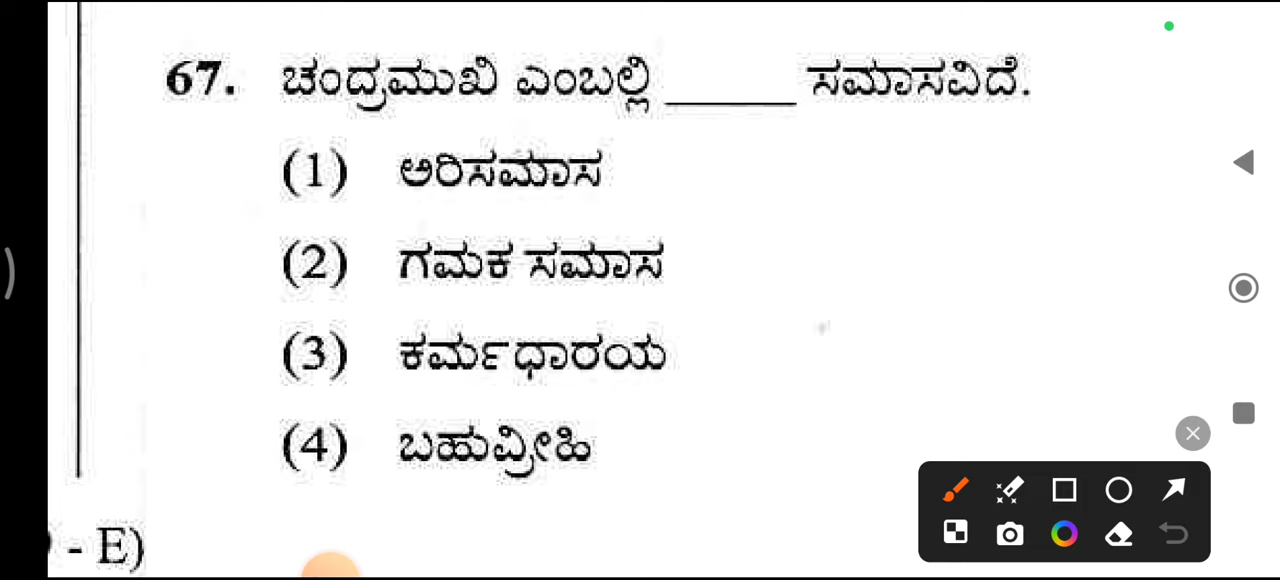 67. ಚಂದ್ರಮುಖಿ ಎಂಬಲ್ಲಿ ______ ಸಮಾಸವಿದೆ.
(1) ಅರಿಸಮಾಸ
(2) ಗಮಕ ಸಮಾಸ
(3) ಕರ್ಮಧಾರಯ
(4) ಬಹುವ್ರೀಹಿ
- E)